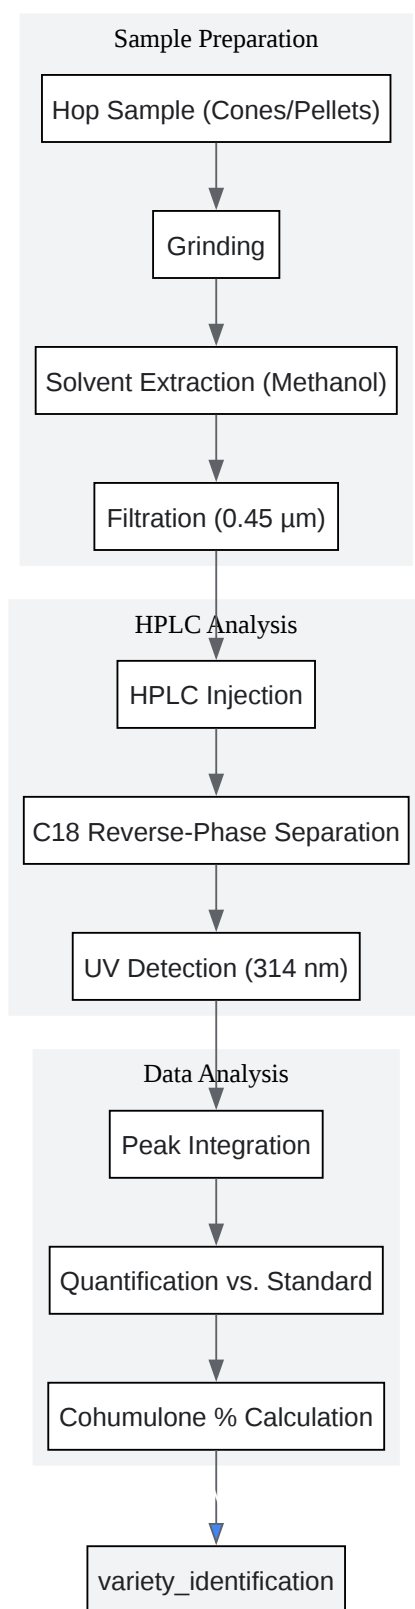 Sample Preparation
Hop Sample (Cones/Pellets)
Grinding
Solvent Extraction (Methanol)
Filtration (0.45 µm)
HPLC Analysis
HPLC Injection
C18 Reverse-Phase Separation
UV Detection (314 nm)
Data Analysis
Peak Integration
Quantification vs. Standard
Cohumulone % Calculation
variety_identification